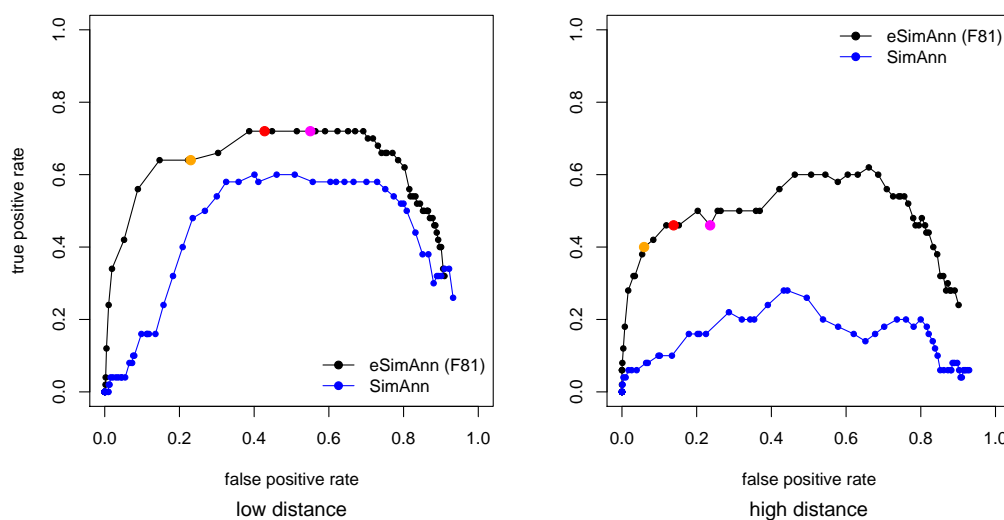 true positive rate
1.0
0.8
0.6
0.4
0.2
0.0
eSimAnn (F81)
SimAnn
0.0 0.2 0.4 0.6 0.8 1.0
false positive rate
low distance
1.0
0.8
0.6
0.4
0.2
0.0
eSimAnn (F81)
SimAnn
0.0 0.2 0.4 0.6 0.8 1.0
false positive rate
high distance